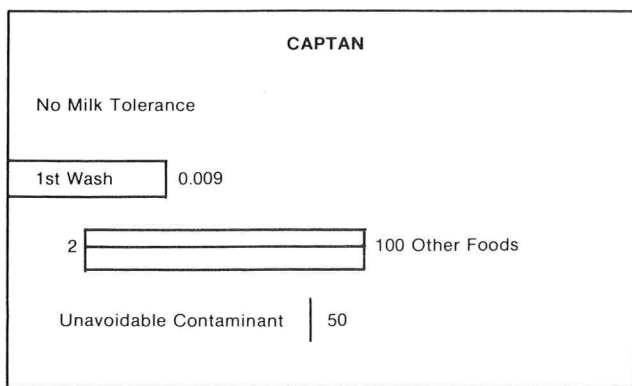 CAPTAN
No Milk Tolerance
1st Wash 0.009
2 100 Other Foods
Unavoidable Contaminant 50